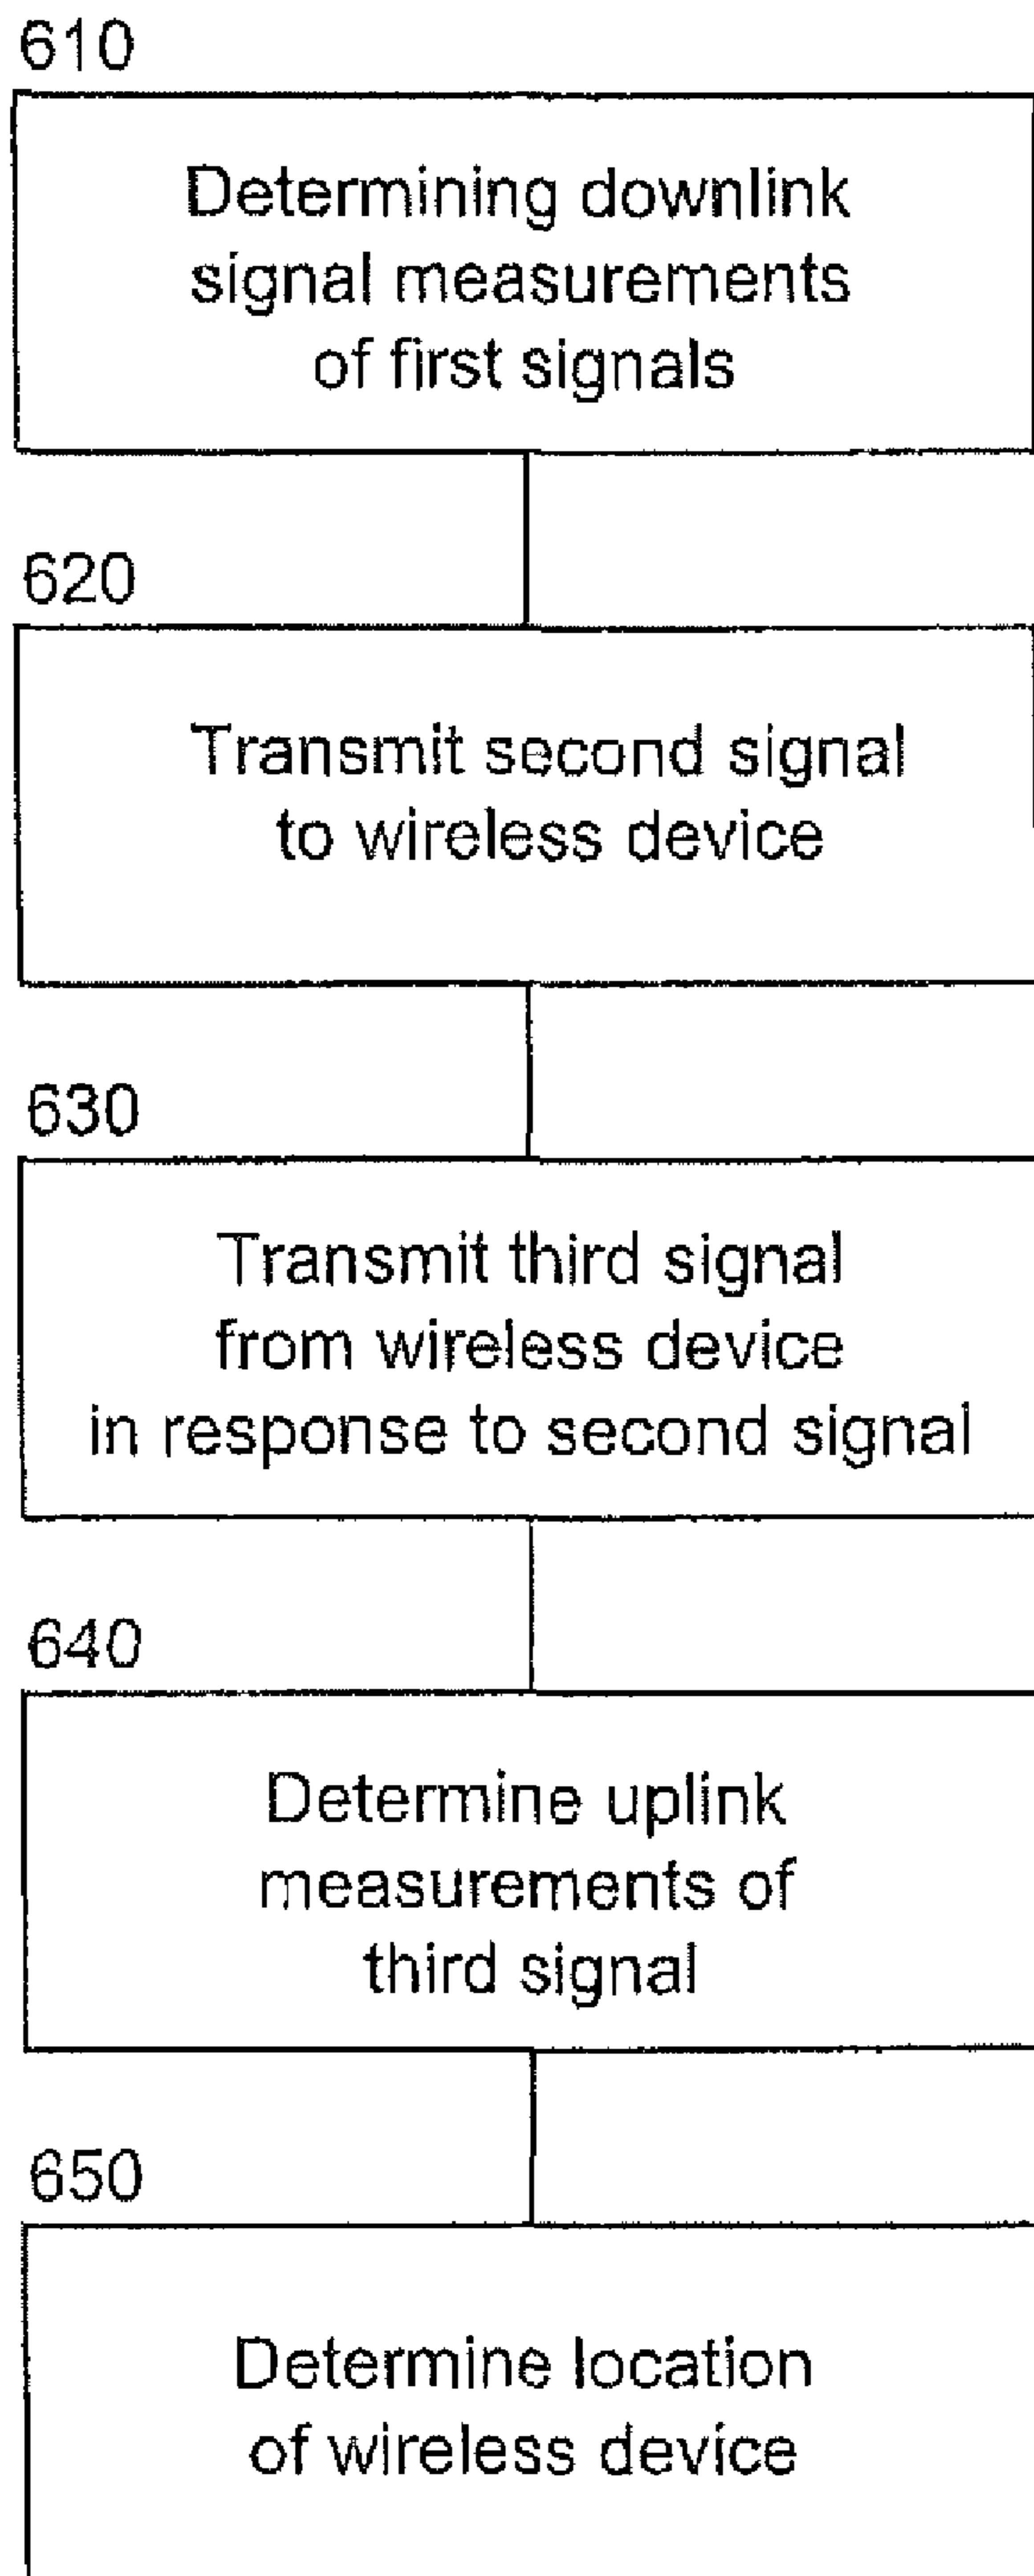 610
Determining downlink
signal measurements
of first signals
620
Transmit second signal
to wireless device
630
Transmit third signal
from wireless device
in response to second signal
640
Determine uplink
measurements of
third signal
650
Determine location
of wireless device